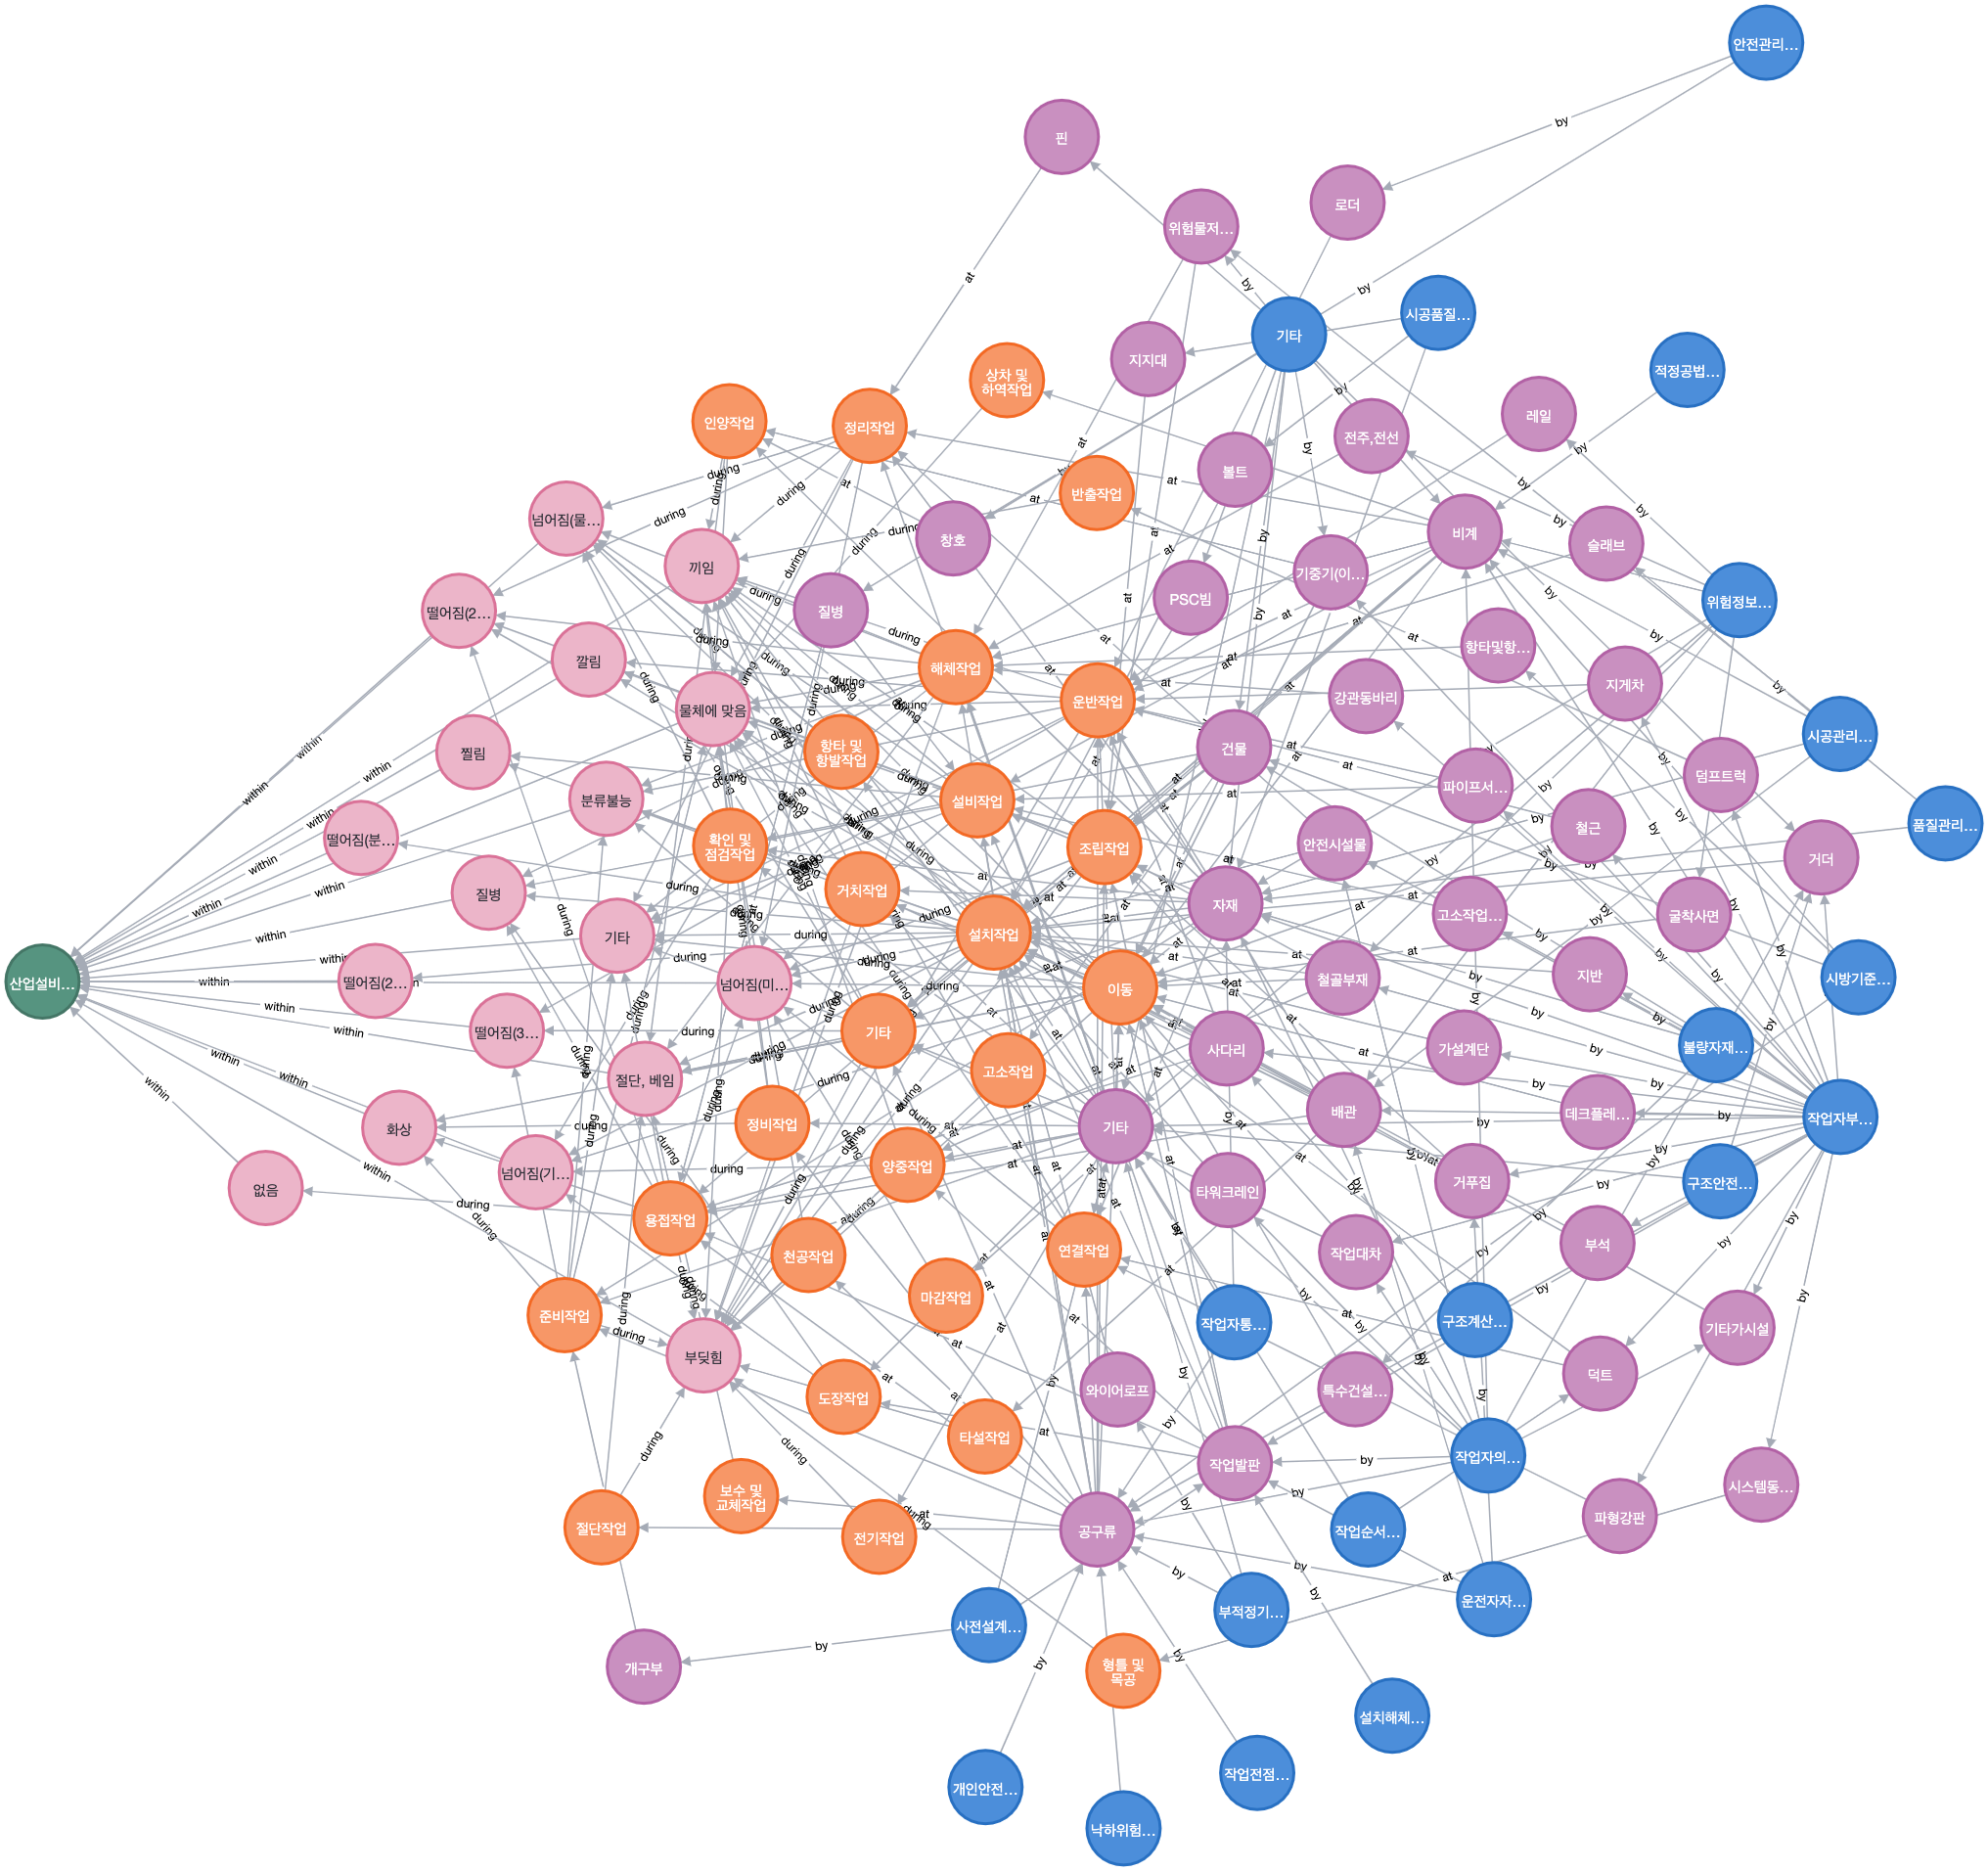 안전관리...
핀
로더
위험물저...
시공품질...
기타
지지대
적정공법...
상차 및
하역작업
레일
인양작업
정리작업
전주,전선
볼트
반출작업
비계
넘어짐(물...
창호
슬래브
끼임
기중기(이...
PSC빔
위험정보...
떨어짐(2...
질병
항타및항...
깔림
해체작업
지게차
강관동바리
운반작업
물체에 맞음
시공관리...
건물
찔림
항타 및
항발작업
덤프트럭
파이프서...
분류불능
설비작업
품질관리...
철근
떨어짐(분...
확인 및
점검작업
조립작업
안전시설물
거더
질병
거치작업
자재
고소작업...
굴착사면
기타
설치작업
산업설비...
떨어짐(2...
넘어짐(미...
이동
철골부재
지반
시방기준...
떨어짐(3...
기타
사다리
가설계단
불량자재...
절단, 베임
고소작업
화상
정비작업
기타
배관
데크플레...
작업자부...
없음
넘어짐(기...
양중작업
타워크레인
거푸집
구조안전...
용접작업
천공작업
연결작업
작업대차
부석
준비작업
마감작업
작업자통...
구조계산...
기타가시설
부딪힘
도장작업
와이어로프
특수건설...
덕트
타설작업
작업발판
작업자의...
시스템동...
보수 및
교체작업
절단작업
전기작업
공구류
작업순서...
파형강판
사전설계...
부적정기...
운전자자...
개구부
형틀 및
목공
설치해체...
개인안전...
작업전점...
낙하위험...
within
during
at
by